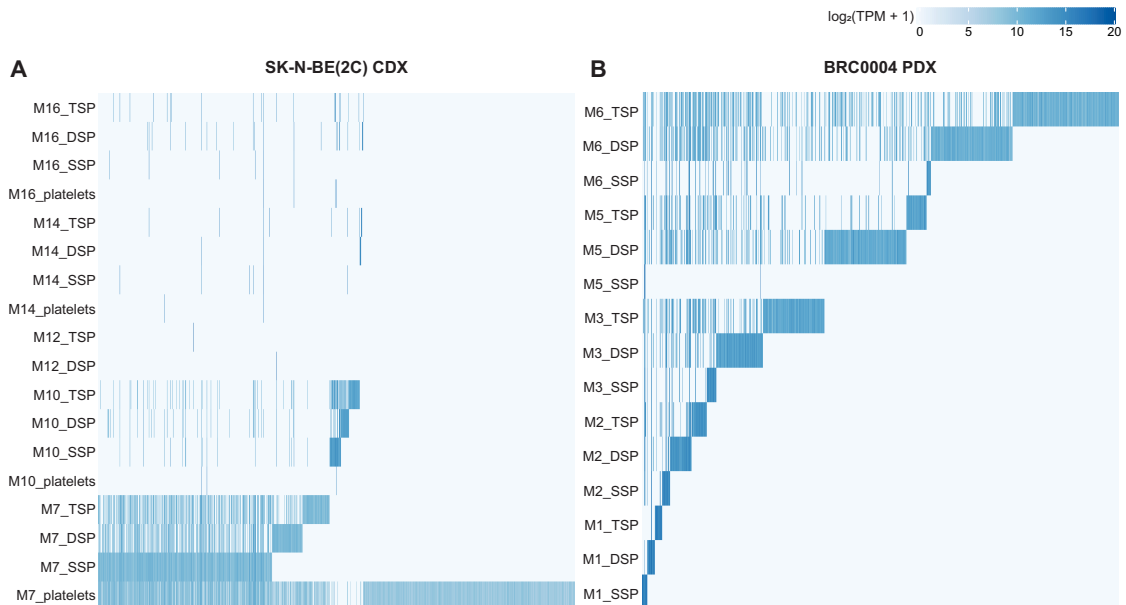 log₂(TPM + 1)
0 5 10 15 20
A SK-N-BE(2C) CDX
M16_TSP
M16_DSP
M16_SSP
M16_platelets
M14_TSP
M14_DSP
M14_SSP
M14_platelets
M12_TSP
M12_DSP
M10_TSP
M10_DSP
M10_SSP
M10_platelets
M7_TSP
M7_DSP
M7_SSP
M7_platelets
B BRC0004 PDX
M6_TSP
M6_DSP
M6_SSP
M5_TSP
M5_DSP
M5_SSP
M3_TSP
M3_DSP
M3_SSP
M2_TSP
M2_DSP
M2_SSP
M1_TSP
M1_DSP
M1_SSP